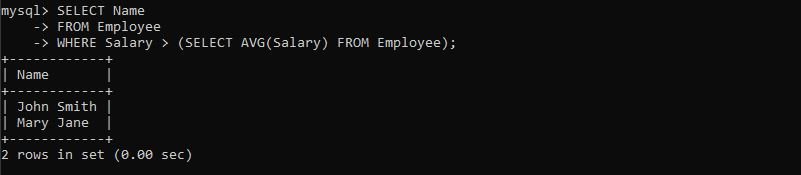 mysql> SELECT Name
    -> FROM Employee
    -> WHERE Salary > (SELECT AVG(Salary) FROM Employee);
+------------+
| Name       |
+------------+
| John Smith |
| Mary Jane  |
+------------+
2 rows in set (0.00 sec)